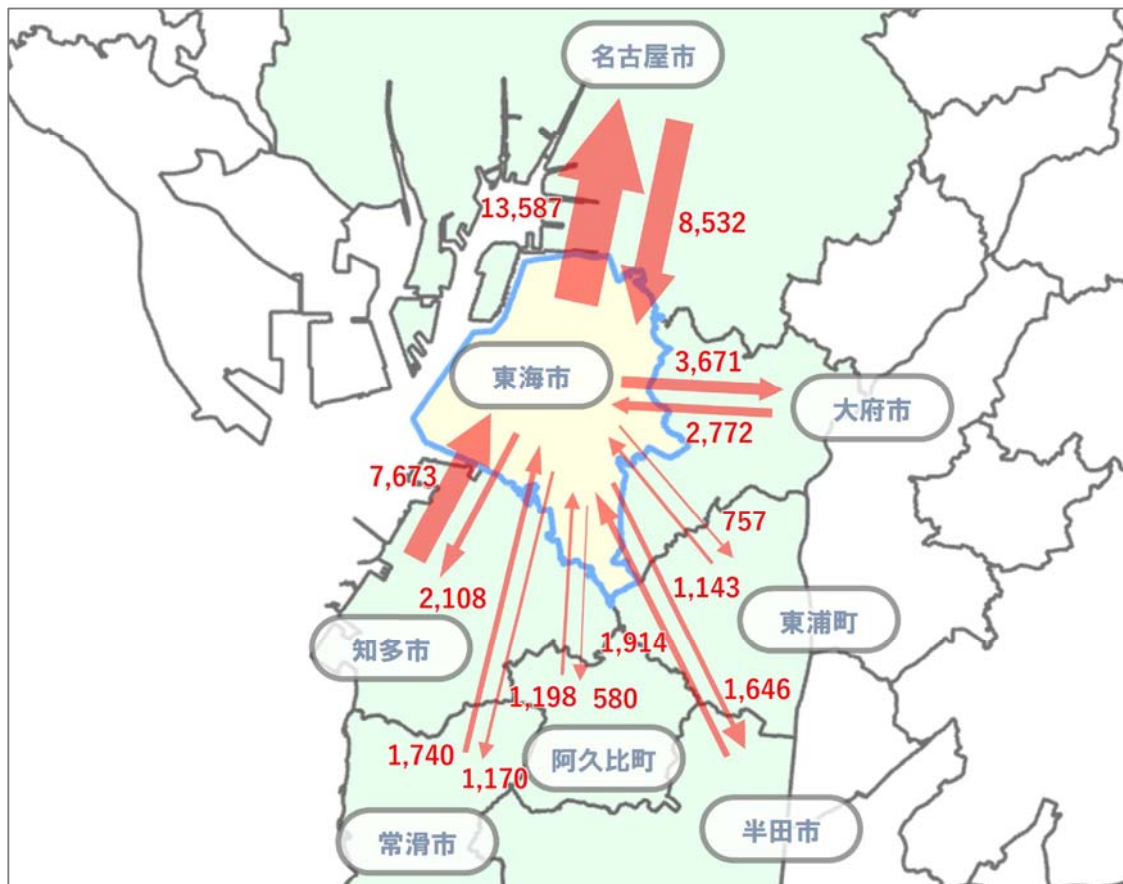 名古屋市
13,587
8,532
東海市
3,671
大府市
2,772
7,673
757
2,108
1,143
東浦町
知多市
1,914
1,198
580
1,646
1,740
1,170
阿久比町
常滑市
半田市